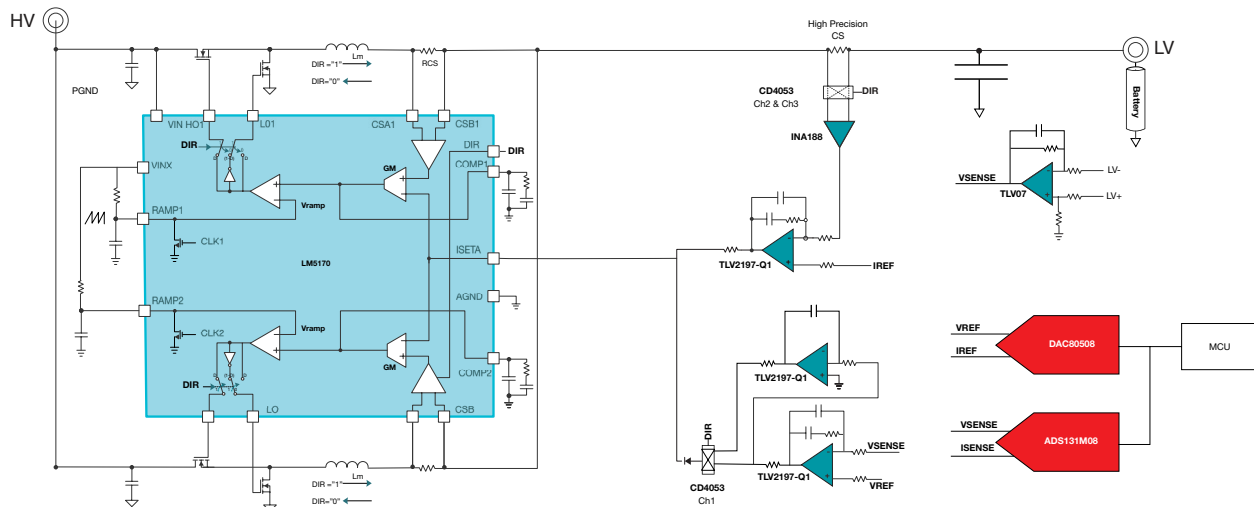 HV
High Precision
CS
LV
Lm
DIR ="1"
RCS
DIR="0"
PGND
CD4053
DIR
Ch2 & Ch3
Battery
VIN HO1
L01
CSA1
CSB1
INA188
DIR
DIR
DIR
GM
COMP1
VINX
VSENSE
LV-
TLV07
LV+
Vramp
RAMP1
CLK1
ISETA
LM5170
TLV2197-Q1
IREF
AGND
RAMP2
Vramp
VREF
DAC80508
IREF
MCU
CLK2
GM
COMP2
TLV2197-Q1
DIR
LO
CSB
DIR
VSENSE
VSENSE
ADS131M08
ISENSE
TLV2197-Q1
VREF
CD4053
Ch1
Lm
RCS
DIR ="1"
DIR="0"